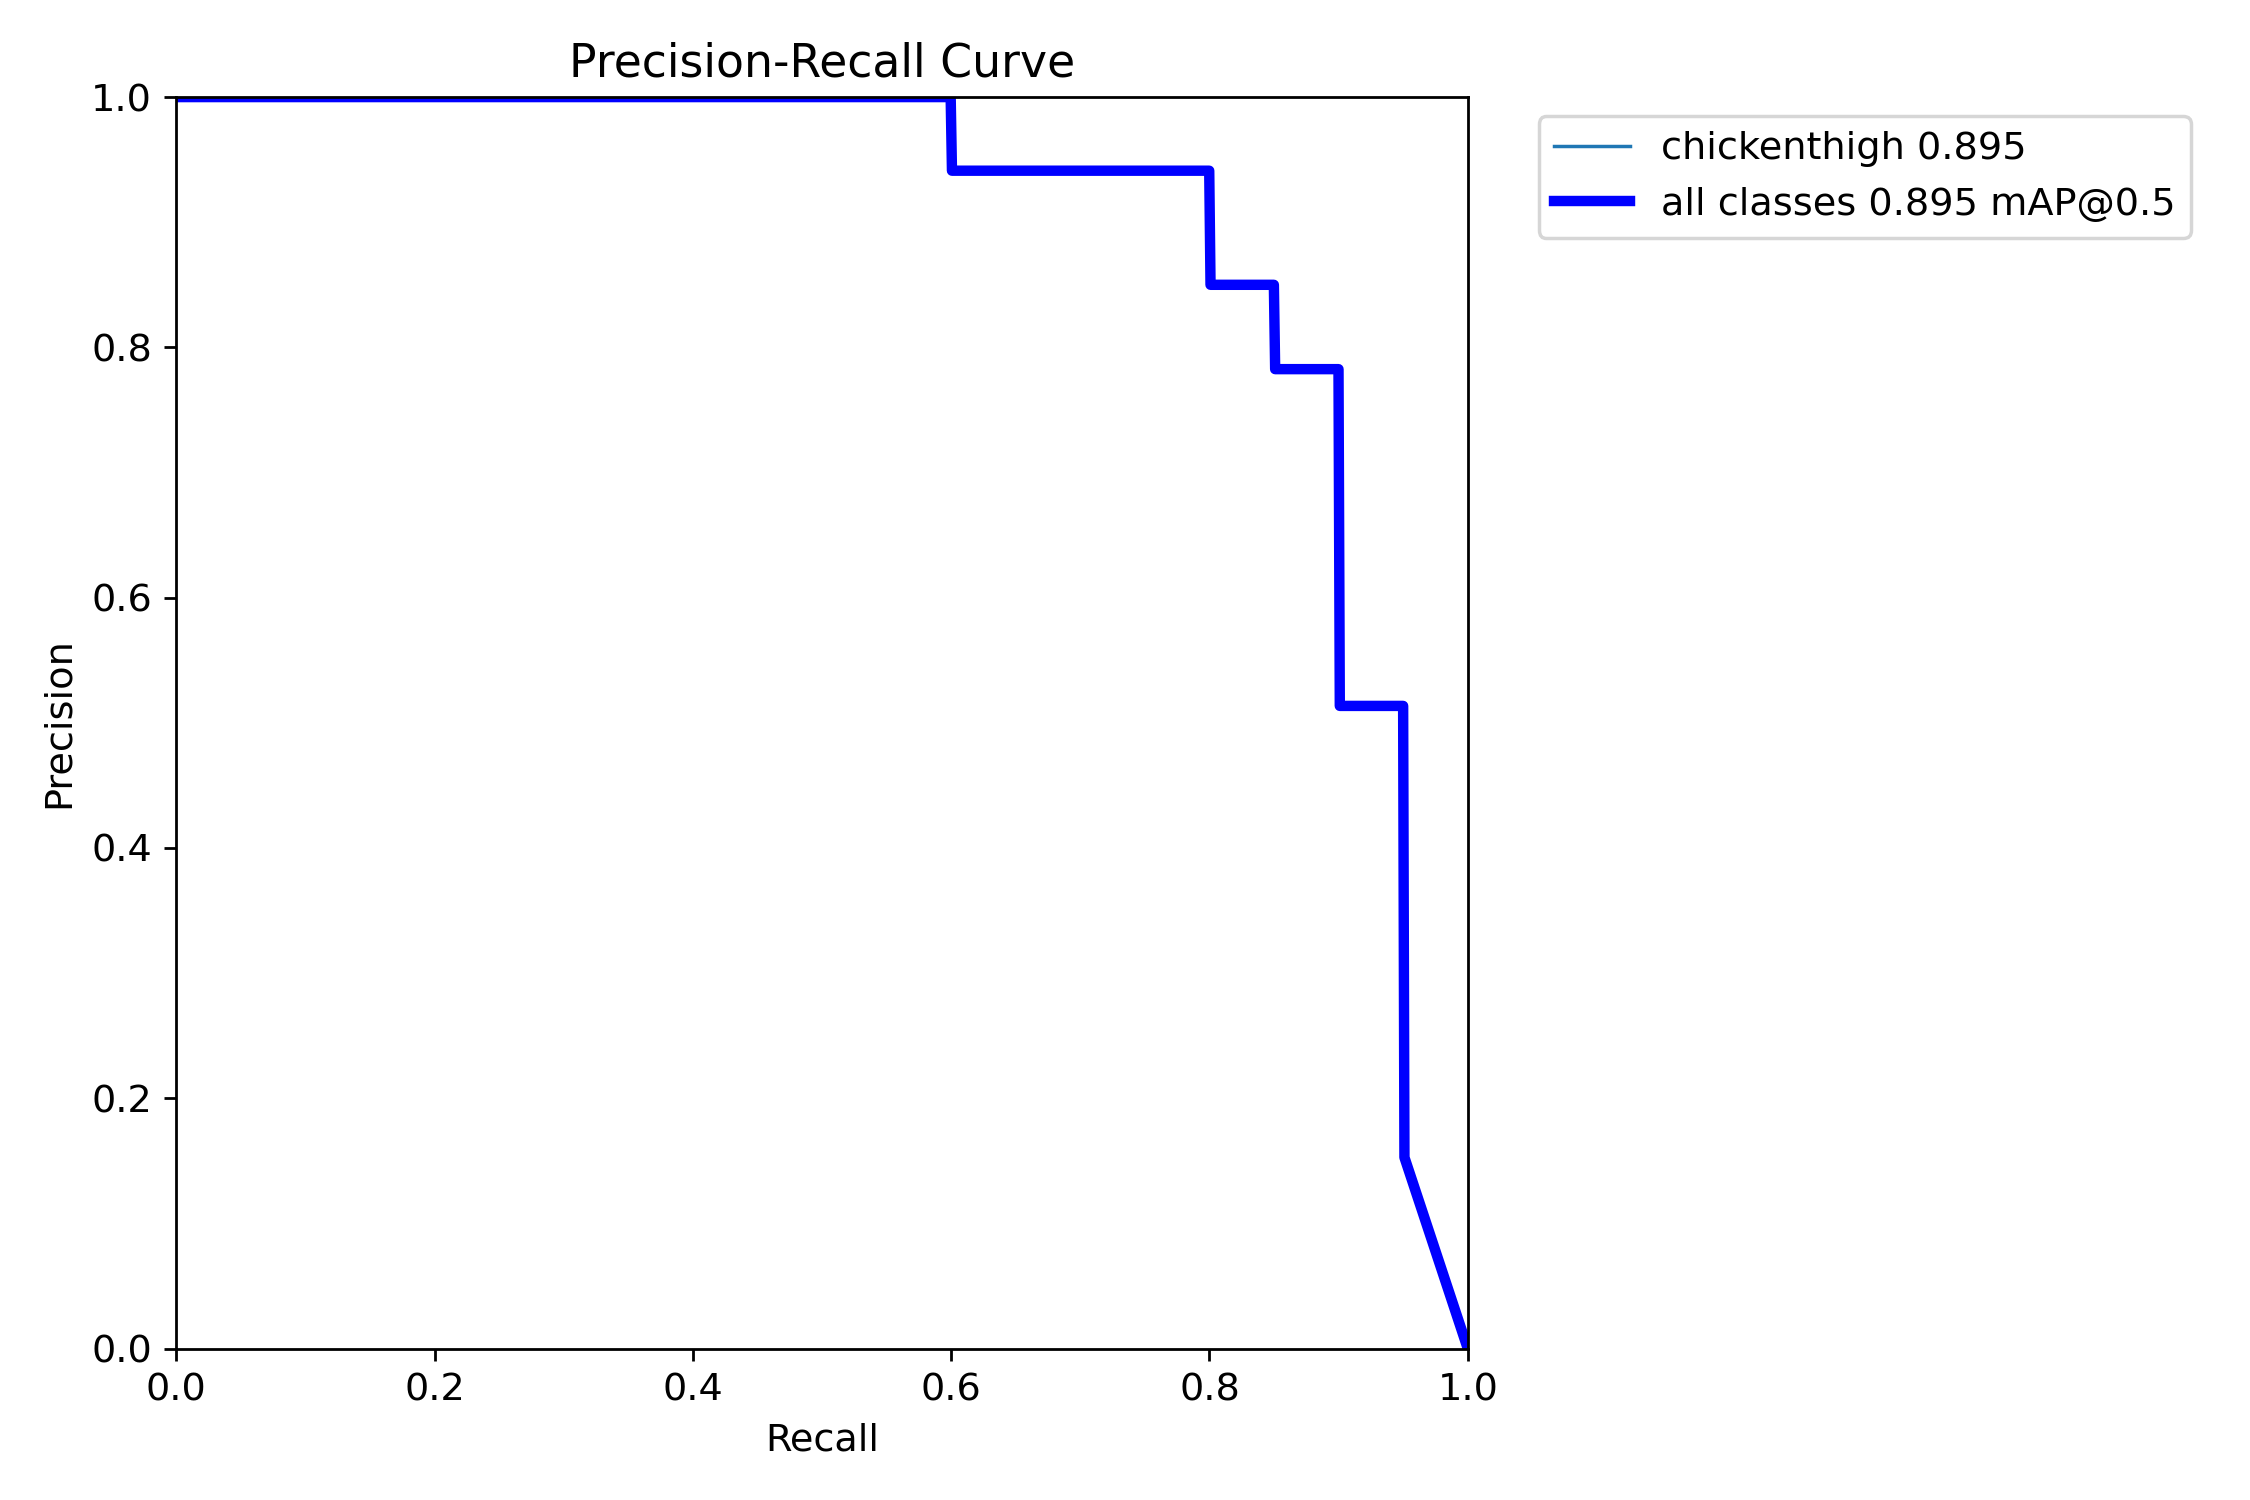 Precision-Recall Curve
chickenthigh 0.895
all classes 0.895 mAP@0.5
1.0
0.8
0.6
0.4
0.2
0.0
Precision
0.0 0.2 0.4 0.6 0.8 1.0
Recall